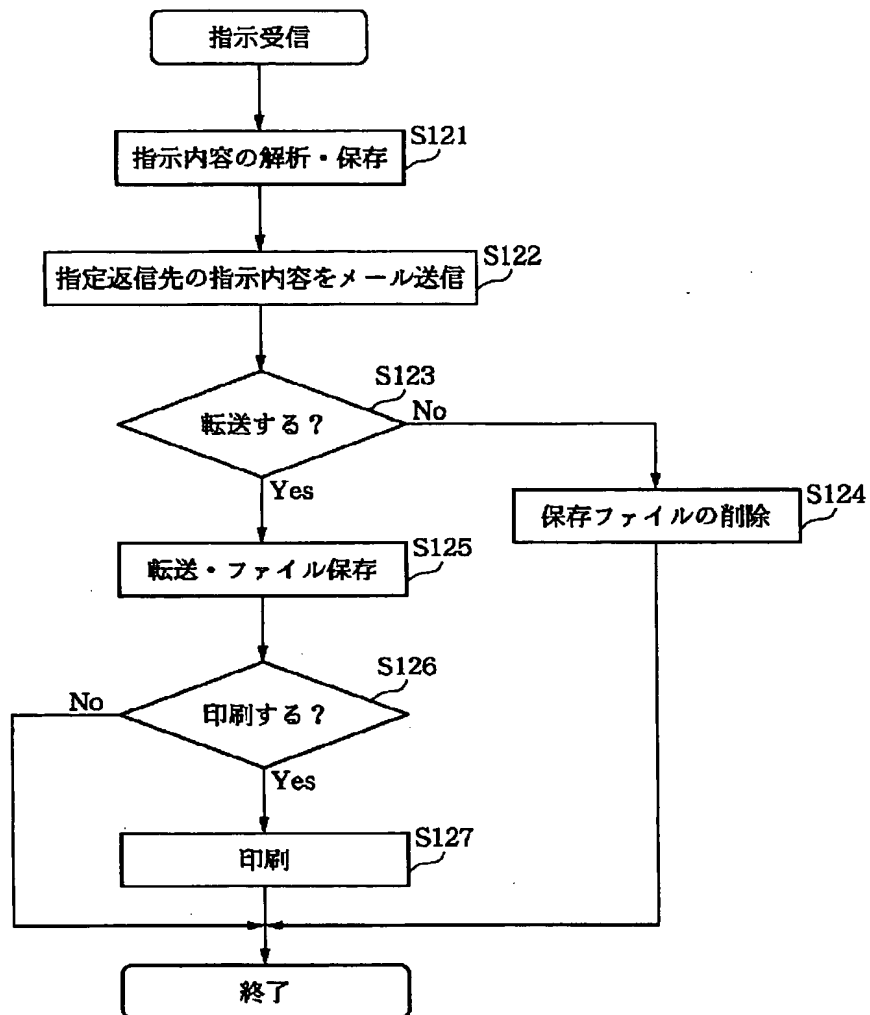 指示受信
S121
指示内容の解析・保存
S122
指定返信先の指示内容をメール送信
S123
転送する？
No
Yes
S124
保存ファイルの削除
S125
転送・ファイル保存
S126
印刷する？
No
Yes
S127
印刷
終了